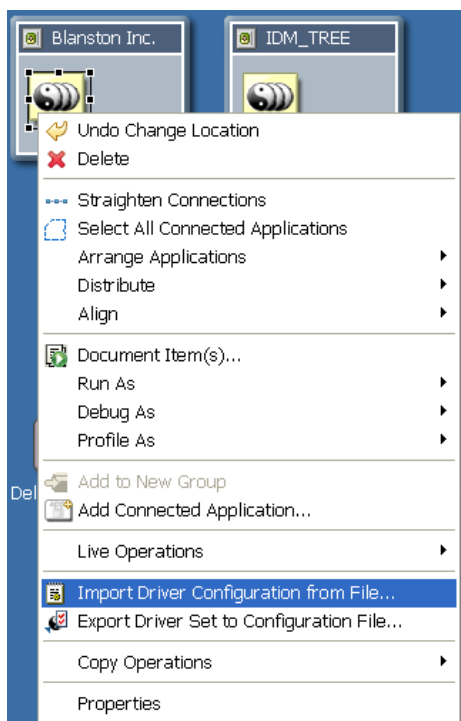 Blanston Inc.
IDM_TREE
Undo Change Location
Delete
Straighten Connections
Select All Connected Applications
Arrange Applications
Distribute
Align
Document Item(s)...
Run As
Debug As
Profile As
Del
Add to New Group
Add Connected Application...
Live Operations
Import Driver Configuration from File...
Export Driver Set to Configuration File...
Copy Operations
Properties